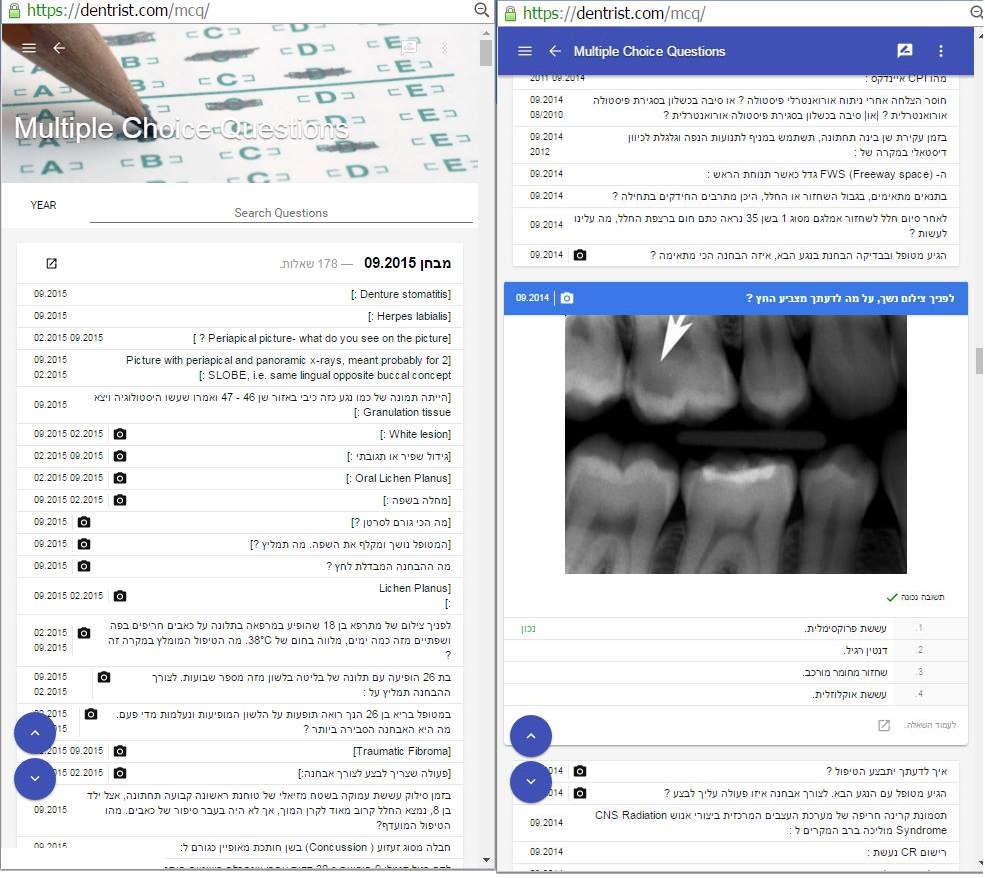 https://dentrist.com/mcq/
Multiple Choice Questions
YEAR
Search Questions
מבחן 09.2015 — 178 שאלות.
[Denture stomatitis :] 09.2015
[Herpes labialis :] 09.2015
[Periapical picture- what do you see on the picture ? ] 02.2015 09.2015
Picture with periapical and panoramic x-rays, meant probably for 2] 09.2015
[: SLOBE, i.e. same lingual opposite buccal concept 02.2015
[הייתה תמונה של כמו נגע כזה כיבי באזור שן 46 - 47 ואמרו שעשו היסטולוגיה ויצא 09.2015
[: Granulation tissue
[White lesion :] 09.2015 02.2015
[גידול שפיר או תגובתי :] 02.2015 09.2015
[Oral Lichen Planus :] 02.2015 09.2015
[מחלה בשפה :] 09.2015 02.2015
[מה הכי גורם לסרטן ?] 09.2015
[המטופל נושך ומקלף את השפה. מה תמליץ ?] 09.2015
מה ההבחנה המבדלת לחץ ? 09.2015
Lichen Planus] 09.2015 02.2015
[:
לפניך צילום של מתרפא בן 18 שהופיע במרפאה בתלונה על כאבים חריפים בפה 02.2015
ושפתיים מזה כמה ימים, מלווה בחום של 38°C. מה הטיפול המומלץ במקרה זה 09.2015
?
בת 26 הופיעה עם תלונה של בליטה בלשון מזה מספר שבועות. לצורך 09.2015
ההבחנה תמליץ על : 02.2015
במטופל בריא בן 26 הנך רואה תופעות על הלשון המופיעות ונעלמות מדי פעם.
מה היא האבחנה הסבירה ביותר ?
[Traumatic Fibroma] 09.2015
[פעולה שצריך לבצע לצורך אבחנה:] 02.2015
בזמן סילוק עששת עמוקה בשטח מזיאלי של טוחנת ראשונה קבועה תחתונה, אצל ילד
בן 8, נמצא החלל קרוב מאוד לקרן המוך, אך לא היה בעבר סיפור של כאבים. מהו 09.2015
הטיפול המועדף?
חבלה מסוג זעזוע ( Concussion) בשן חותכת מאופיין כגורם ל: 09.2015
https://dentrist.com/mcq/
Multiple Choice Questions
מהו CPI איינדקס : 09.2014 2011
חוסר הצלחה אחרי ניתוח אורואנטרלי פיסטולה ? או סיבה בכשלון בסגירת פיסטולה 09.2014
אורואנטרלית ? |או| סיבה בכשלון בסגירת פיסטולה אורואנטרלית ? 08/2010
בזמן עקירת שן בינה תחתונה, תשתמש במניף לתנועות הנפה וגלגלת לכיוון 09.2014
דיסטאלי במקרה של : 2012
ה- FWS (Freeway space) גדל כאשר תנוחת הראש : 09.2014
בתנאים מתאימים, בגבול השחזור או החלל, היכן מתרבים החידקים בתחילה ? 09.2014
לאחר סיום חלל לשחזור אמלגם מסוג 1 בשן 35 נראה כתם חום ברצפת החלל, מה עלינו 09.2014
לעשות ?
הגיע מטופל ובבדיקה הבחנת בנגע הבא, איזה הבחנה הכי מתאימה ? 09.2014
לפניך צילום נשך, על מה לדעתך מצביע החץ ? 09.2014
תשובה נכונה
1. עששת פרוקסימלית. נכון
2. דנטין רגיל.
3. שחזור מחומר מורכב.
4. עששת אוקלוזלית.
לעמוד השאלה.
איך לדעתך יתבצע הטיפול ?
הגיע מטופל עם הנגע הבא. לצורך אבחנה איזו פעולה עליך לבצע ?
תסמונת קרינה חריפה של מערכת העצבים המרכזית ביצורי אנוש CNS Radiation 09.2014
Syndrome מוליכה ברב המקרים ל :
רישום CR נעשת : 09.2014